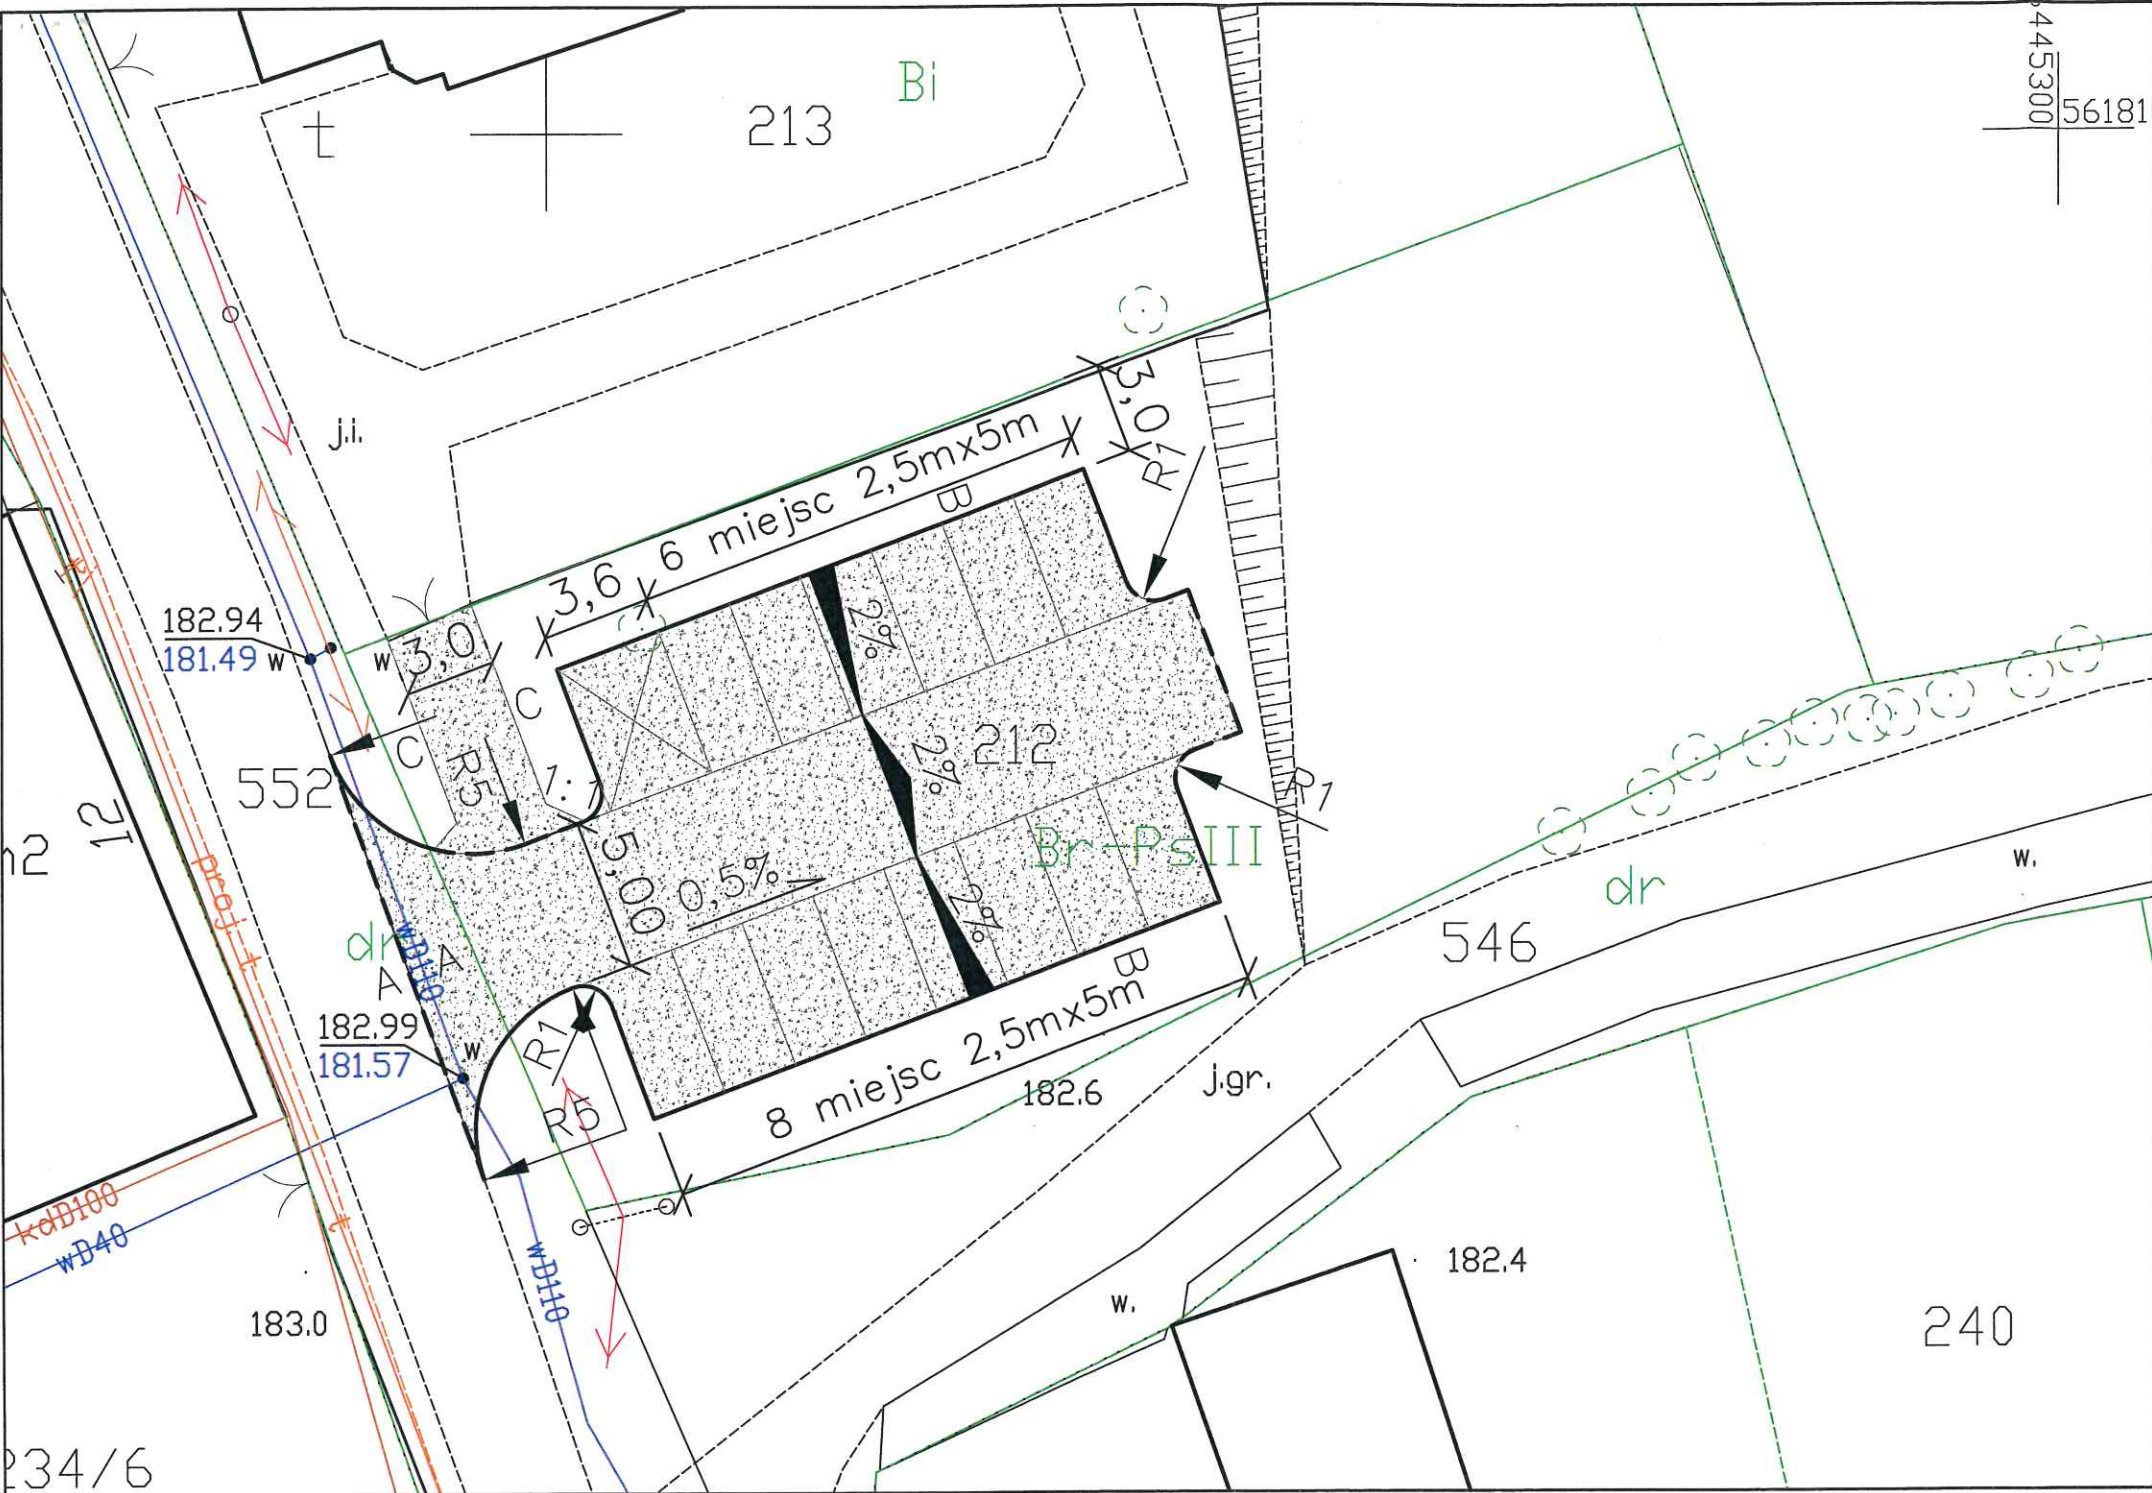 Bi
445300
56181
t
213
j.i.
3,0
R1
6 miejsc 2,5mx5m
B
3,6
182.94
181.49
w
w
3,0
C
2%
C
R5
1:1
552
2%
212
R1
12
5,00
0,5%
Br-PsIII
2%
w.
dr
546
proj t
dr
wD110
A
A
B
182.99
181.57
w
R1
R5
8 miejsc 2,5mx5m
182.6
j.gr.
kdD100
wD40
t
wD110
183.0
w.
182.4
240
234/6